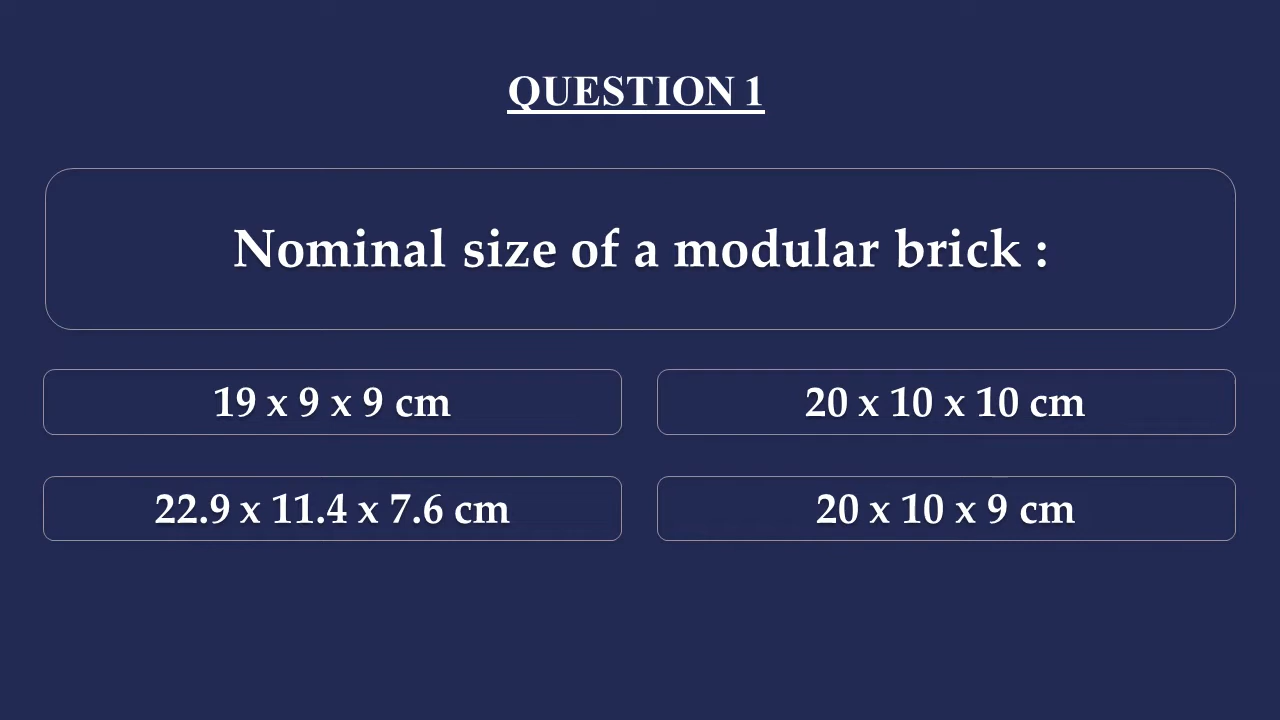 QUESTION 1
Nominal size of a modular brick :
19 x 9 x 9 cm
20 x 10 x 10 cm
22.9 x 11.4 x 7.6 cm
20 x 10 x 9 cm